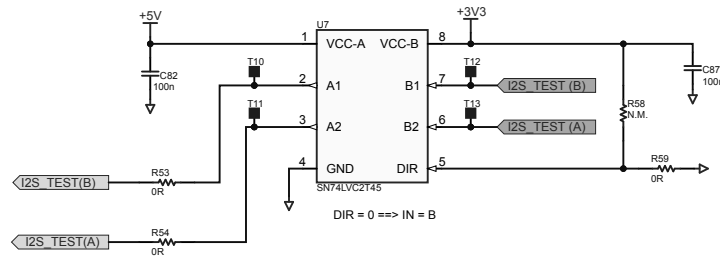 +5V
+3V3
U7
1
VCC-A
VCC-B
8
C82
100n
C87
100n
T10
T12
2
A1
B1
7
I2S_TEST (B)
T11
T13
3
A2
B2
6
I2S_TEST (A)
R58
N.M.
4
GND
DIR
5
SN74LVC2T45
R59
0R
I2S_TEST(B)
R53
0R
DIR = 0 ==> IN = B
I2S_TEST(A)
R54
0R